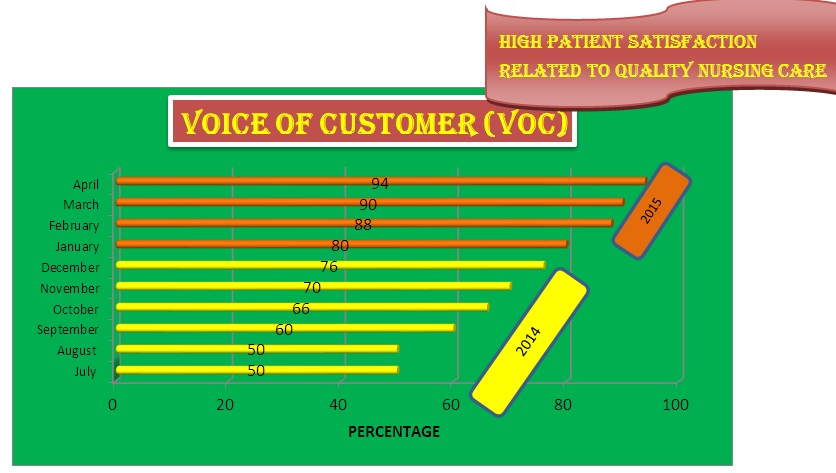 HIGH PATIENT SATISFACTION
RELATED TO QUALITY NURSING CARE
VOICE OF CUSTOMER (VOC)
April 94
March 90
February 88
January 80
December 76
November 70
October 66
September 60
August 50
July 50
2015
2014
0 20 40 60 80 100
PERCENTAGE